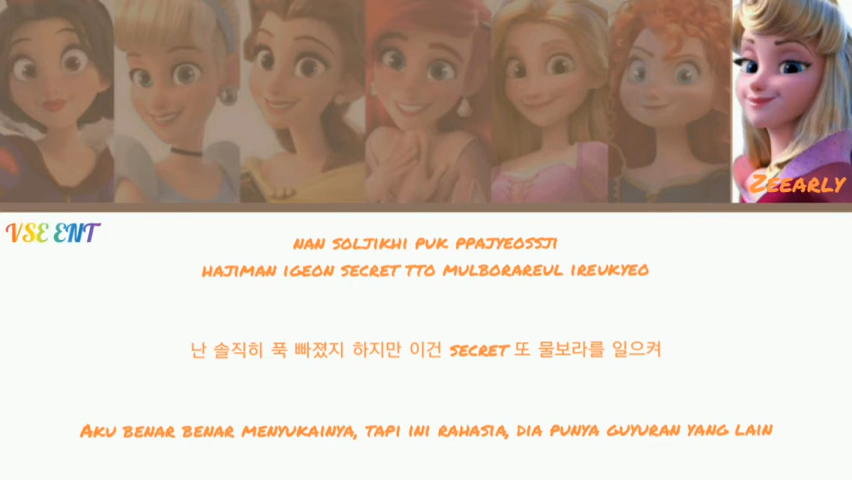 Zeearly
VSE ENT
nan soljikhi puk ppajyeossji
hajiman igeon secret tto mulborareul ireukyeo
난 솔직히 푹 빠졌지 하지만 이건 secret 또 물보라를 일으켜
Aku benar benar menyukainya, tapi ini rahasia, dia punya guyuran yang lain